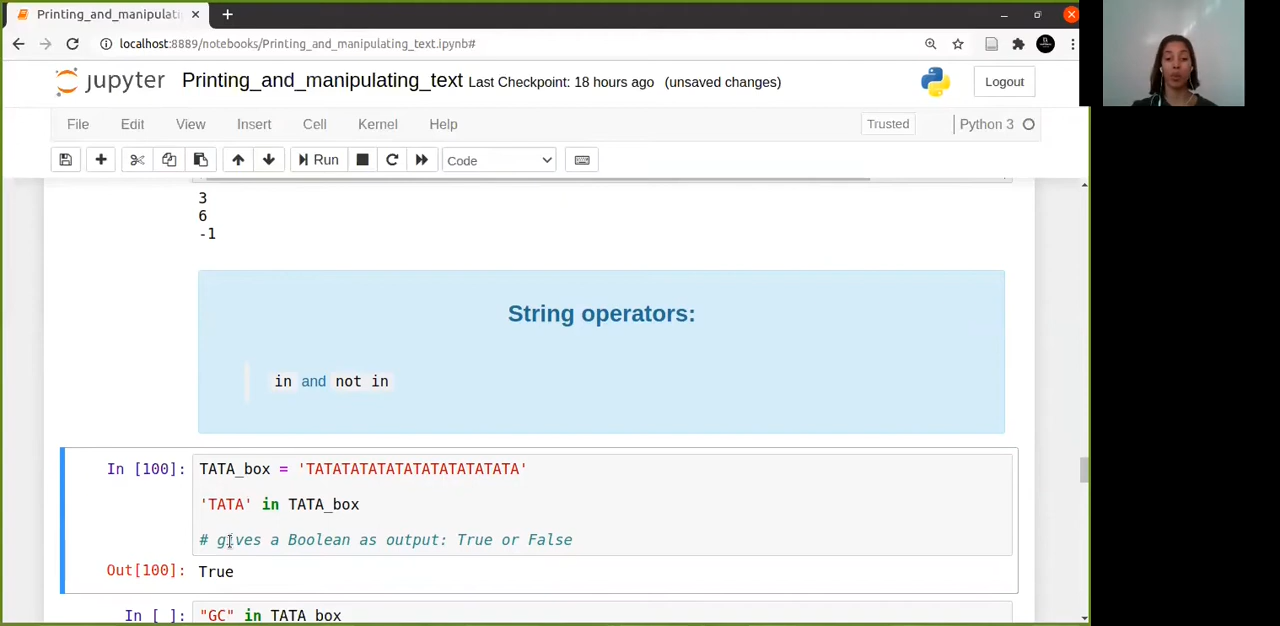 Printing_and_manipulati
localhost:8889/notebooks/Printing_and_manipulating_text.ipynb#
jupyter Printing_and_manipulating_text Last Checkpoint: 18 hours ago (unsaved changes)
Logout
File Edit View Insert Cell Kernel Help Trusted Python 3
Run Code
3
6
-1
String operators:
in and not in
In [100]: TATA_box = 'TATATATATATATATATATATATA'
'TATA' in TATA_box
# gives a Boolean as output: True or False
Out[100]: True
In [ ]: "GC" in TATA_box